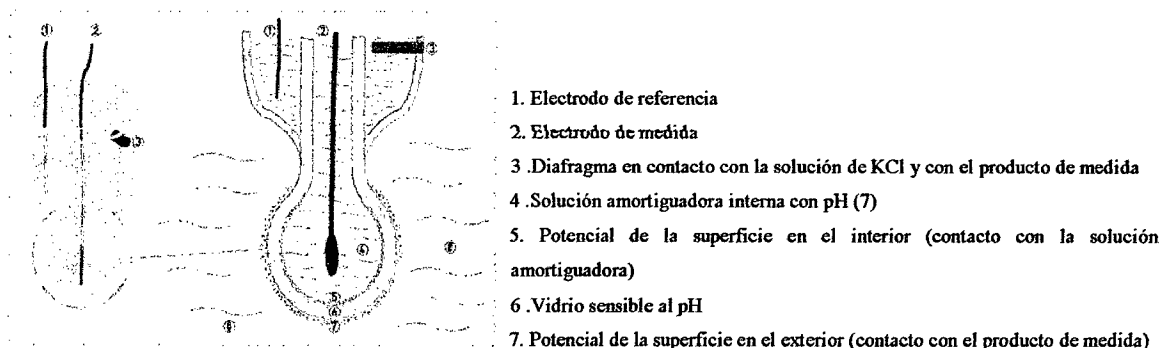 ① ② ① ② ③
③
④ ⑧
⑤
⑥
⑧ ⑦
1. Electrodo de referencia
2. Electrodo de medida
3 .Diafragma en contacto con la solución de KCl y con el producto de medida
4 .Solución amortiguadora interna con pH (7)
5. Potencial de la superficie en el interior (contacto con la solución
amortiguadora)
6 .Vidrio sensible al pH
7. Potencial de la superficie en el exterior (contacto con el producto de medida)